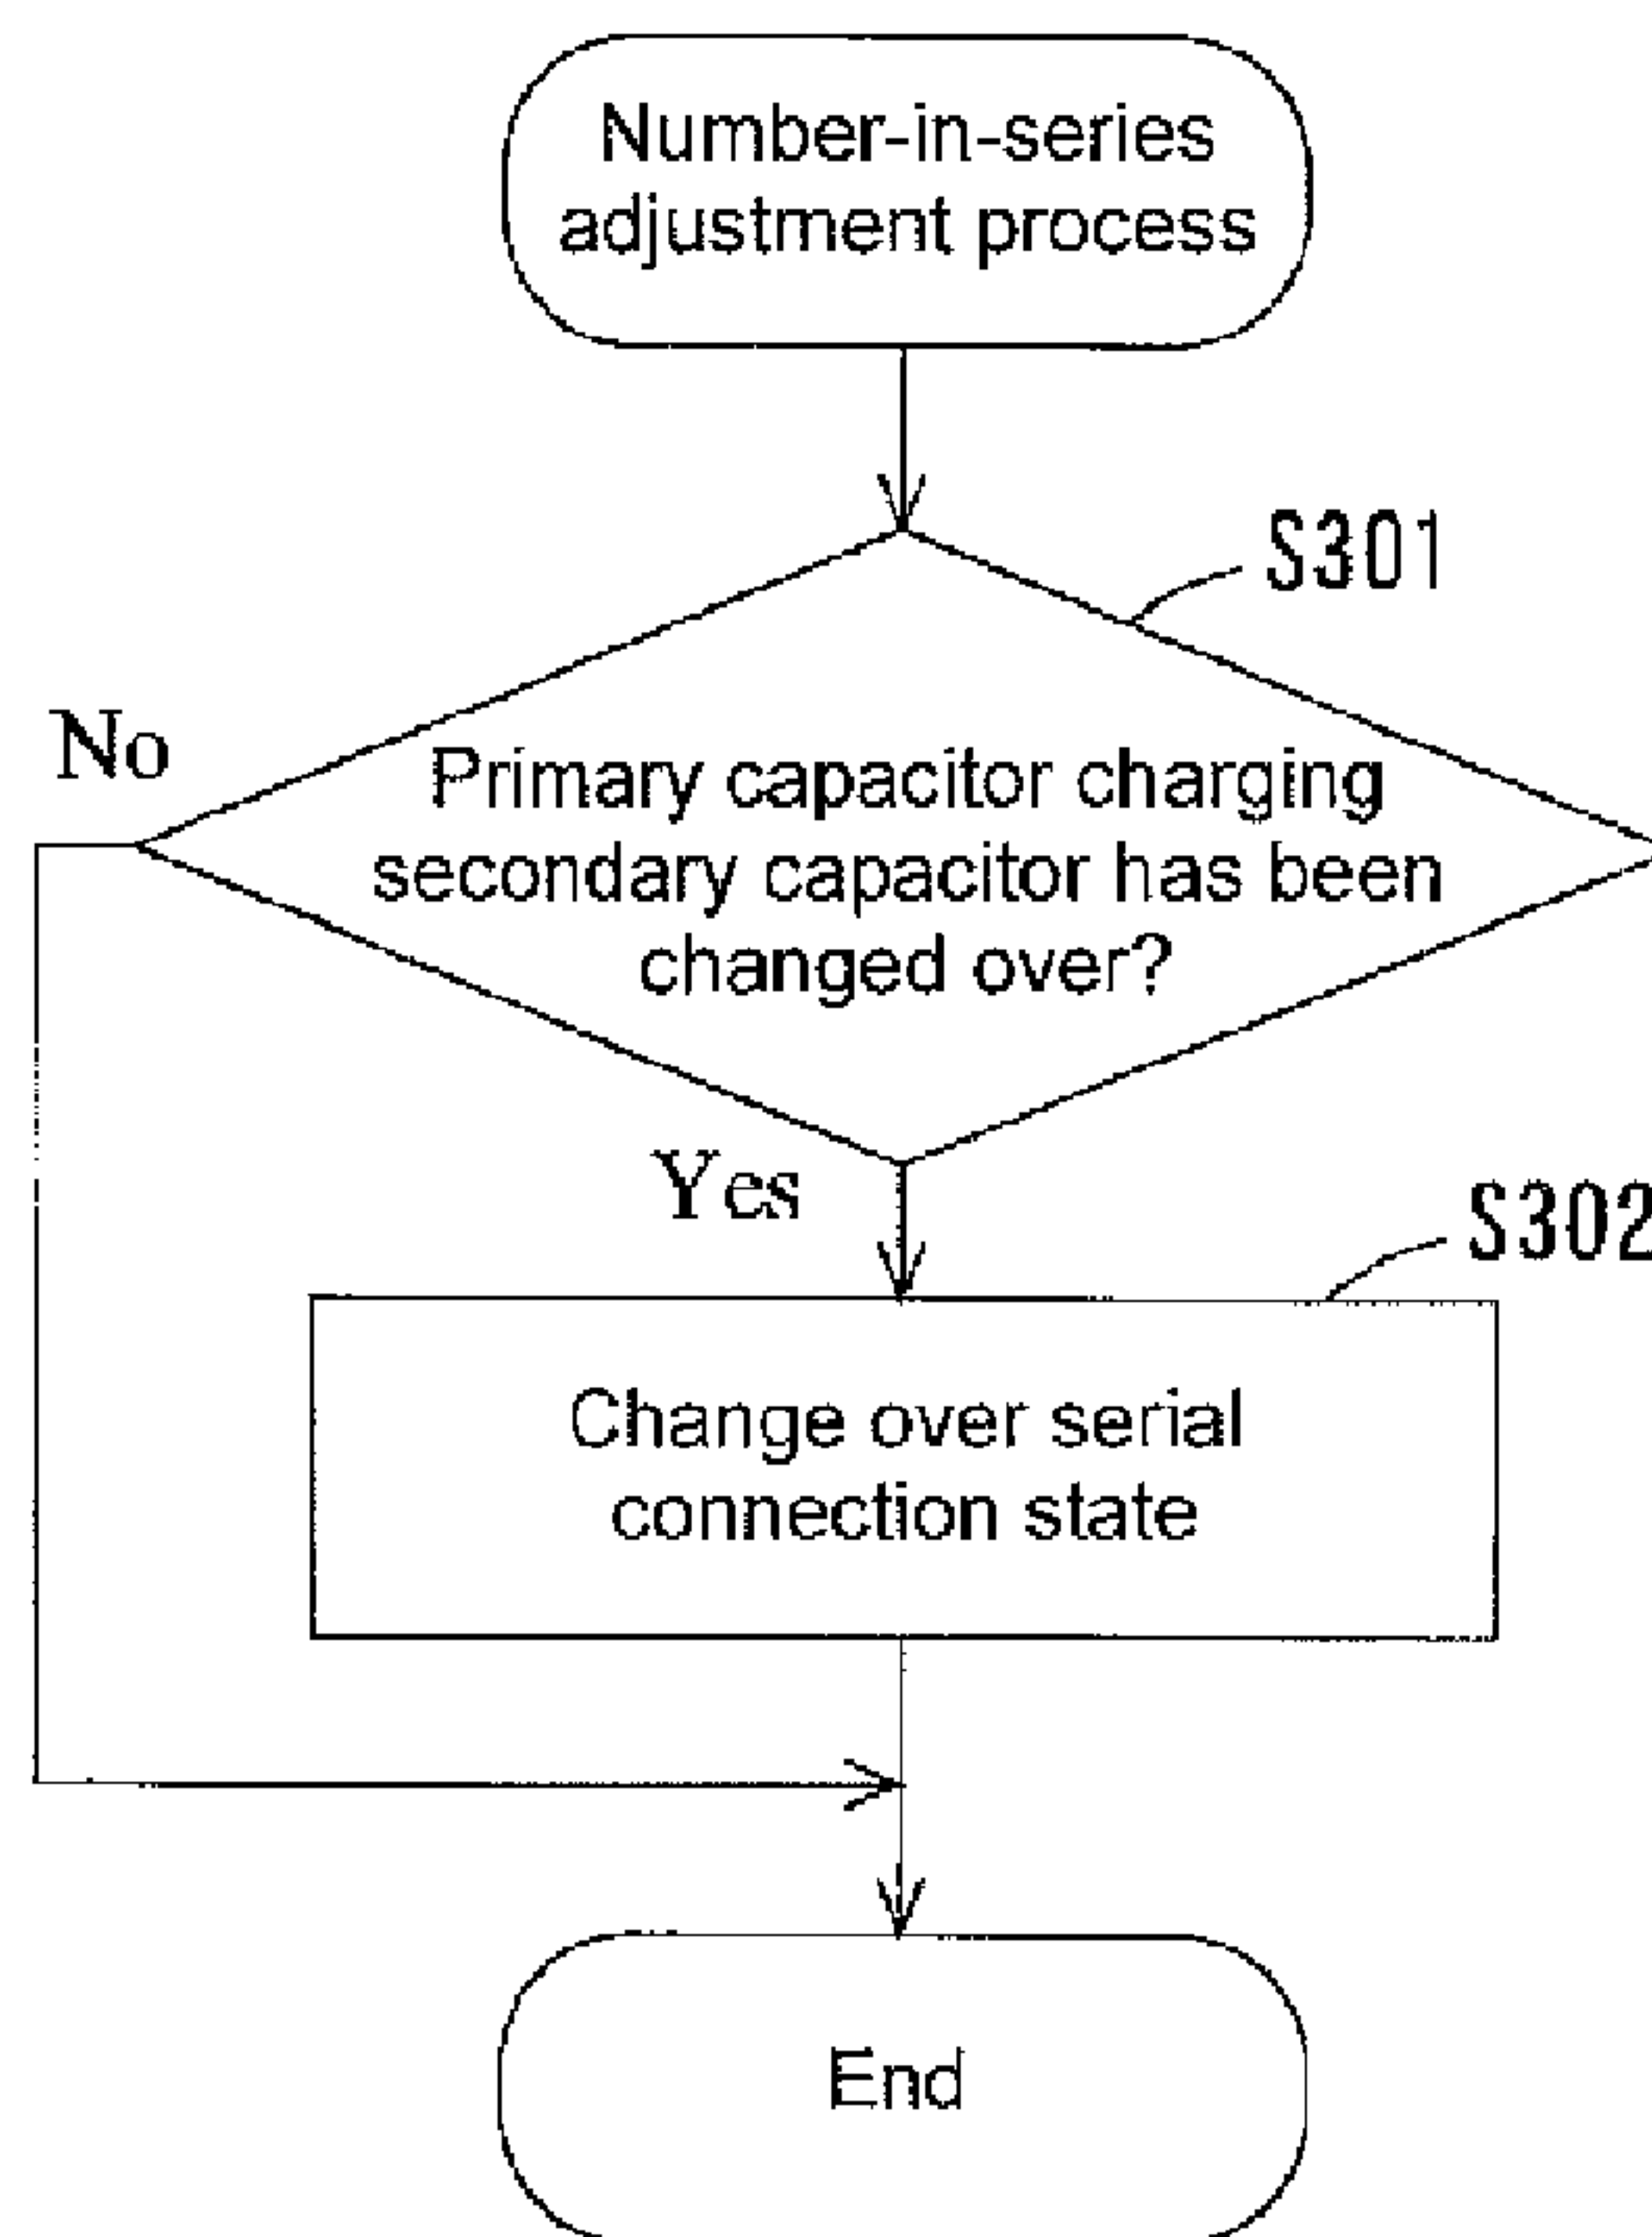 Number-in-series
adjustment process
S301
No
Primary capacitor charging
secondary capacitor has been
changed over?
Yes
S302
Change over serial
connection state
End